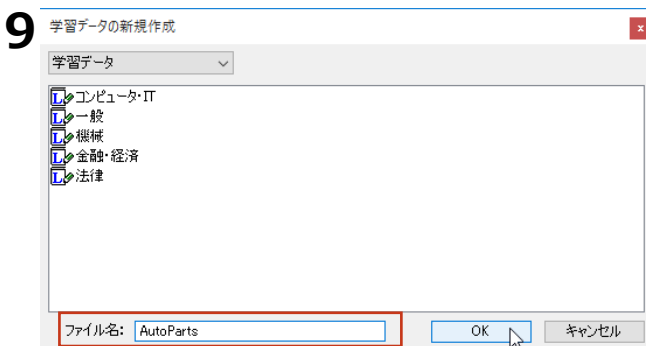 9
学習データの新規作成
x
学習データ
コンピュータ・IT
一般
機械
金融・経済
法律
ファイル名: AutoParts OK キャンセル